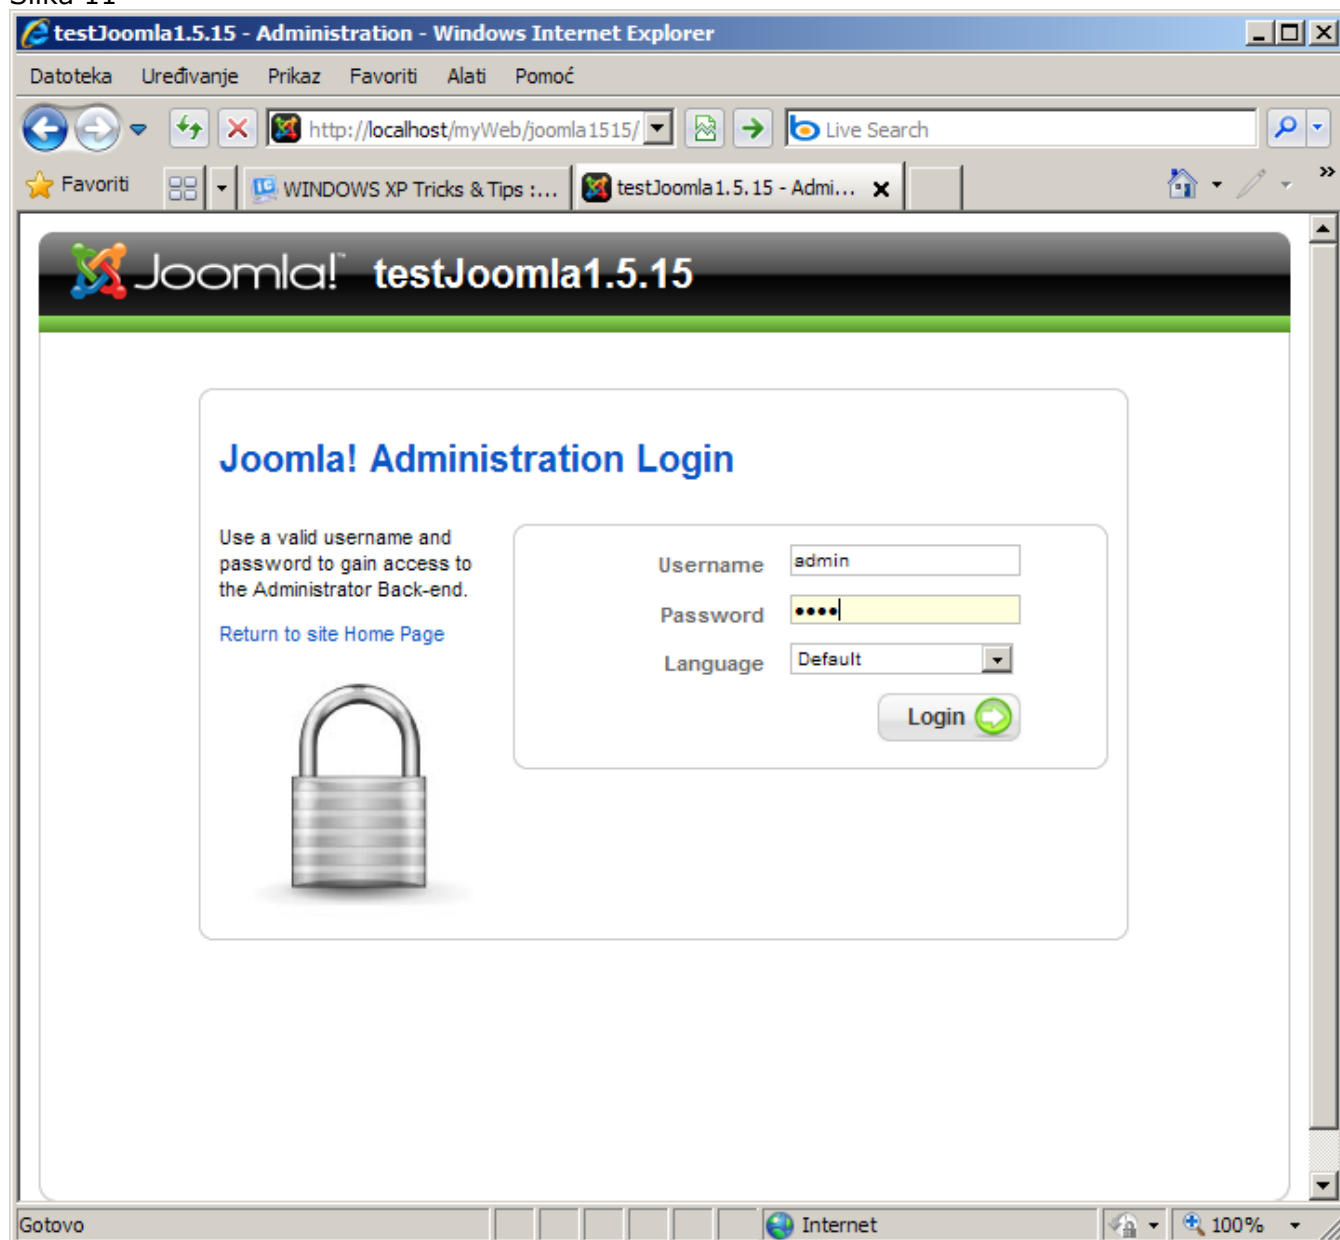 Slika 11
testJoomla1.5.15 - Administration - Windows Internet Explorer
Datoteka Uređivanje Prikaz Favoriti Alati Pomoć
http://localhost/myWeb/joomla1515/ Live Search
Favoriti WINDOWS XP Tricks & Tips :... testJoomla1.5.15 - Admi...
Joomla!™ testJoomla1.5.15
Joomla! Administration Login
Use a valid username and
password to gain access to
the Administrator Back-end.
Return to site Home Page
Username admin
Password ••••
Language Default
Login
Gotovo Internet 100%